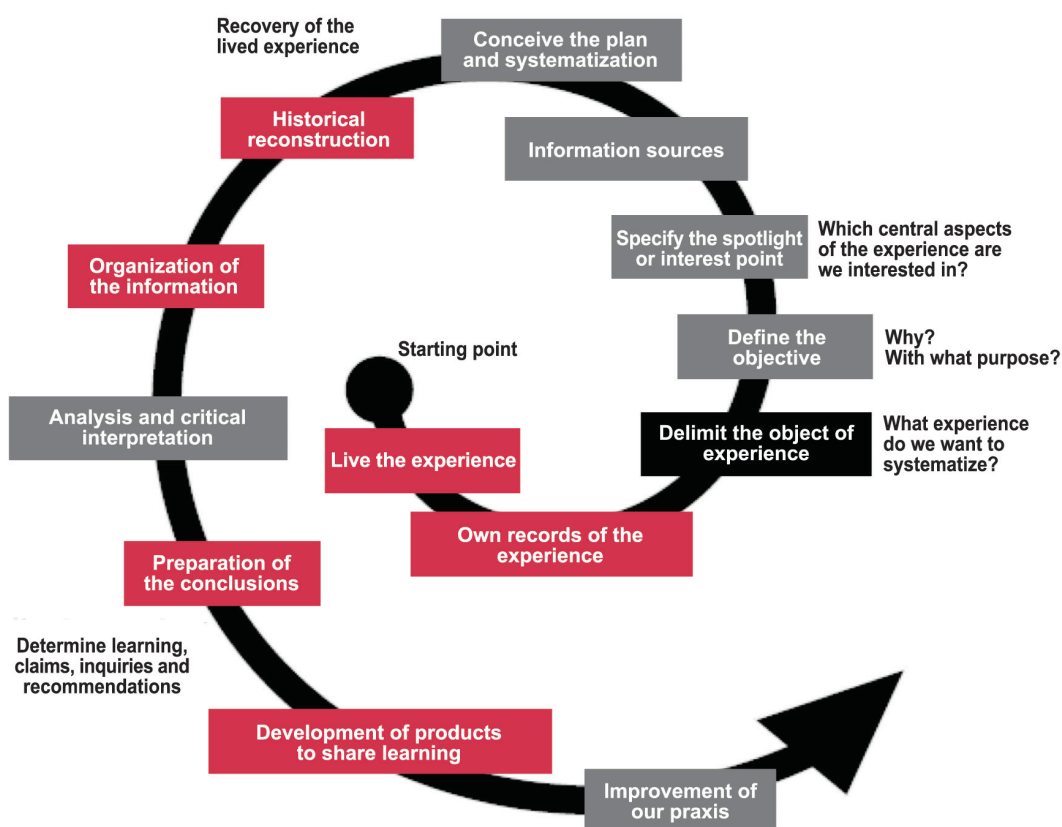 Recovery of the
lived experience
Conceive the plan
and systematization
Historical
reconstruction
Information sources
Specify the spotlight
or interest point
Which central aspects
of the experience are
we interested in?
Organization of
the information
Define the
objective
Why?
With what purpose?
Starting point
Analysis and critical
interpretation
Live the experience
Delimit the object of
experience
What experience
do we want to
systematize?
Own records of the
experience
Preparation of
the conclusions
Determine learning,
claims, inquiries and
recommendations
Development of products
to share learning
Improvement of
our praxis